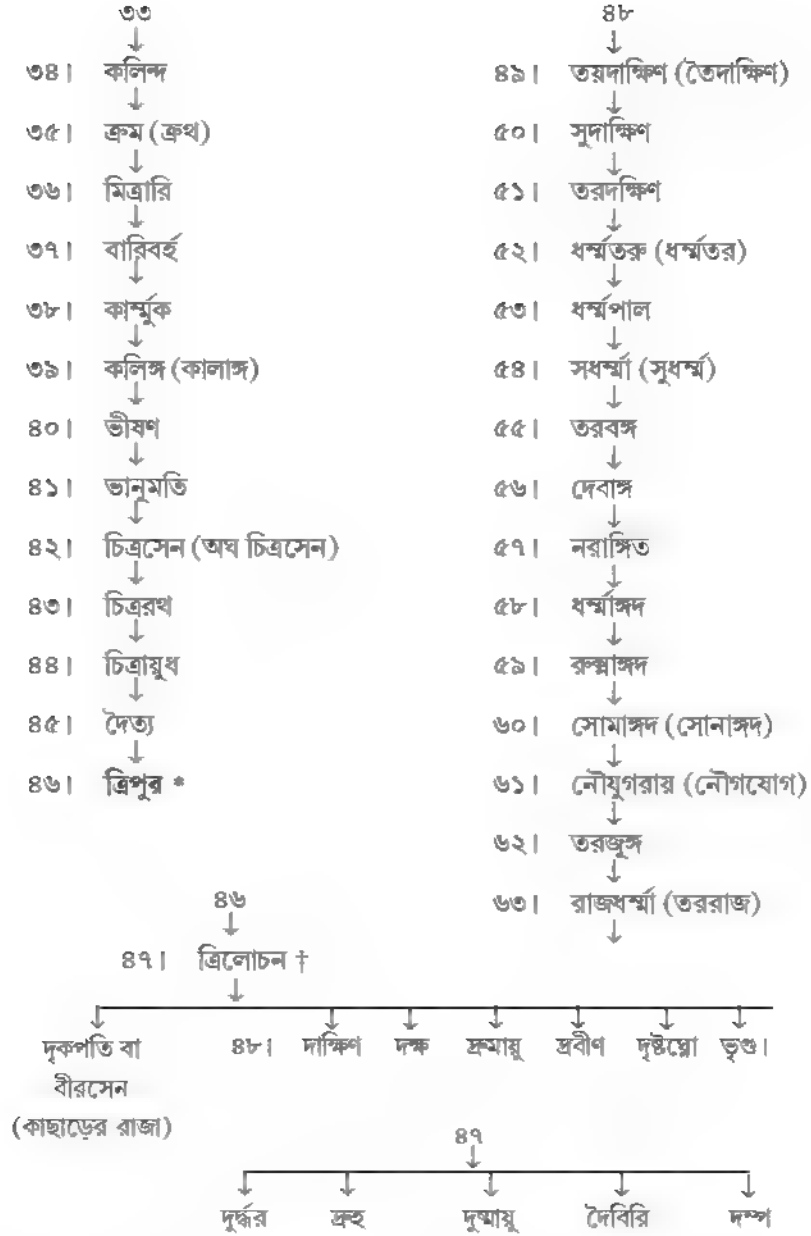 ৩৩
৩৪। কলিন্দ
৩৫। ক্রম (ক্রথ)
৩৬। মিত্রারি
৩৭। বারিবর্হ
৩৮। কার্ম্মুক
৩৯। কলিঙ্গ (কালাঙ্গ)
৪০। ভীষণ
৪১। ভানুমতি
৪২। চিত্রসেন (অঘ চিত্রসেন)
৪৩। চিত্ররথ
৪৪। চিত্রায়ুধ
৪৫। দৈত্য
৪৬। ত্রিপুর *
৪৮
৪৯। তয়দাক্ষিণ (তৈদাক্ষিণ)
৫০। সুদাক্ষিণ
৫১। তরদক্ষিণ
৫২। ধর্ম্মতরু (ধর্ম্মতর)
৫৩। ধর্ম্মপাল
৫৪। সধর্ম্মা (সুধর্ম্ম)
৫৫। তরবঙ্গ
৫৬। দেবাঙ্গ
৫৭। নরাঙ্গিত
৫৮। ধর্ম্মাঙ্গদ
৫৯। রুক্মাঙ্গদ
৬০। সোমাঙ্গদ (সোনাঙ্গদ)
৬১। নৌযুগরায় (নৌগযোগ)
৬২। তরজুঙ্গ
৬৩। রাজধর্ম্মা (তররাজ)
৪৬
৪৭। ত্রিলোচন †
দৃকপতি বা
বীরসেন
(কাছাড়ের রাজা)
৪৮। দাক্ষিণ দক্ষ দ্রুমায়ু প্রবীণ দৃষ্টদ্মো ভৃগু।
৪৭
দুর্দ্ধর দ্রুহ দুষ্মায়ু দৈবিরি দম্প